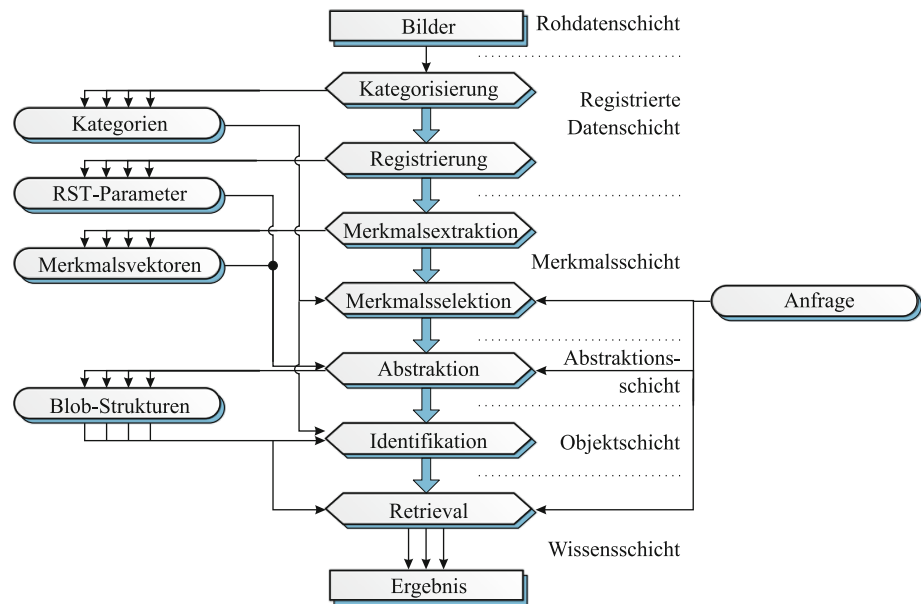 Bilder
Rohdatenschicht
Kategorisierung
Registrierte
Datenschicht
Kategorien
Registrierung
RST-Parameter
Merkmalsextraktion
Merkmalsvektoren
Merkmalsschicht
Merkmalsselektion
Anfrage
Abstraktion
Abstraktions-
schicht
Blob-Strukturen
Identifikation
Objektschicht
Retrieval
Wissensschicht
Ergebnis